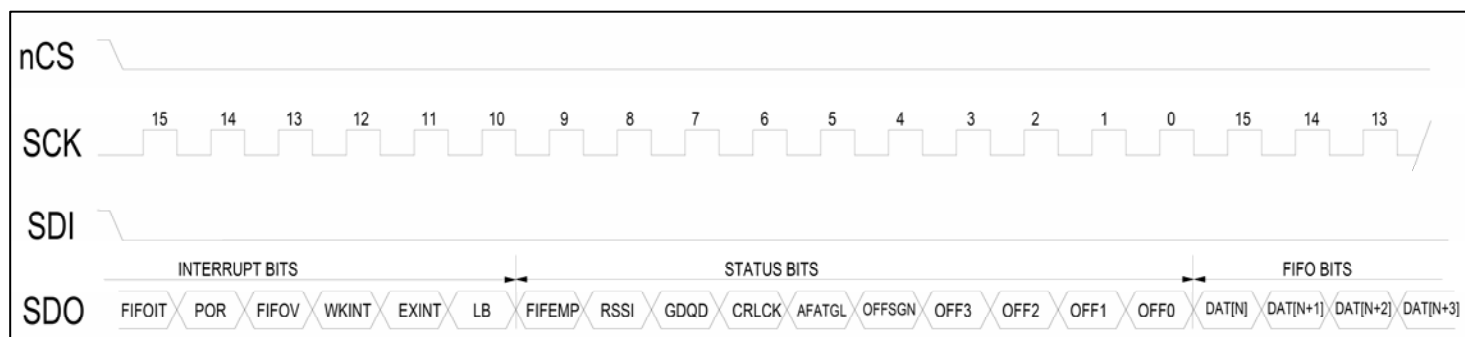 nCS
15 14 13 12 11 10 9 8 7 6 5 4 3 2 1 0 15 14 13
SCK
SDI
INTERRUPT BITS STATUS BITS FIFO BITS
SDO FIFOIT POR FIFOV WKINT EXINT LB FIFEMP RSSI GDQD CRLCK AFATGL OFFSGN OFF3 OFF2 OFF1 OFF0 DAT[N] DAT[N+1] DAT[N+2] DAT[N+3]